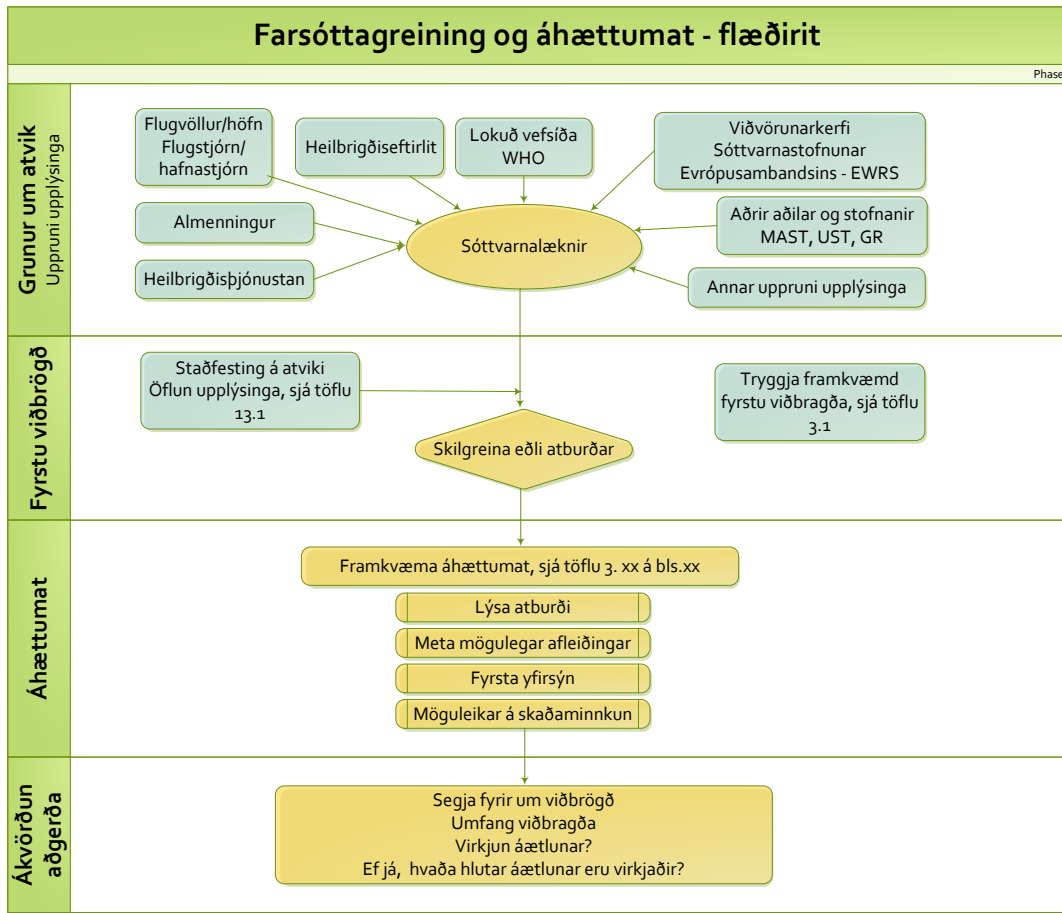 Farsóttagreining og áhættumat - flæðirit
Phase
Grunur um atvik
Uppruni upplýsinga
Flugvöllur/höfn
Flugstjórn/
hafnastjórn
Heilbrigðiseftirlit
Lokuð vefsíða
WHO
Viðvörunarkerfi
Sóttvarnastofnunar
Evrópusambandsins - EWRS
Almenningur
Sóttvarnalæknir
Aðrir aðilar og stofnanir
MAST, UST, GR
Heilbrigðisþjónustan
Annar uppruni upplýsinga
Fyrstu viðbrögð
Staðfesting á atviki
Öflun upplýsinga, sjá töflu
13.1
Tryggja framkvæmd
fyrstu viðbragða, sjá töflu
3.1
Skilgreina eðli atburðar
Áhættumat
Framkvæma áhættumat, sjá töflu 3. xx á bls.xx
Lýsa atburði
Meta mögulegar afleiðingar
Fyrsta yfirsýn
Möguleikar á skaðaminnkun
Ákvörðun
aðgerða
Segja fyrir um viðbrögð
Umfang viðbragða
Virkjun áætlunar?
Ef já, hvaða hlutar áætlunar eru virkjaðir?